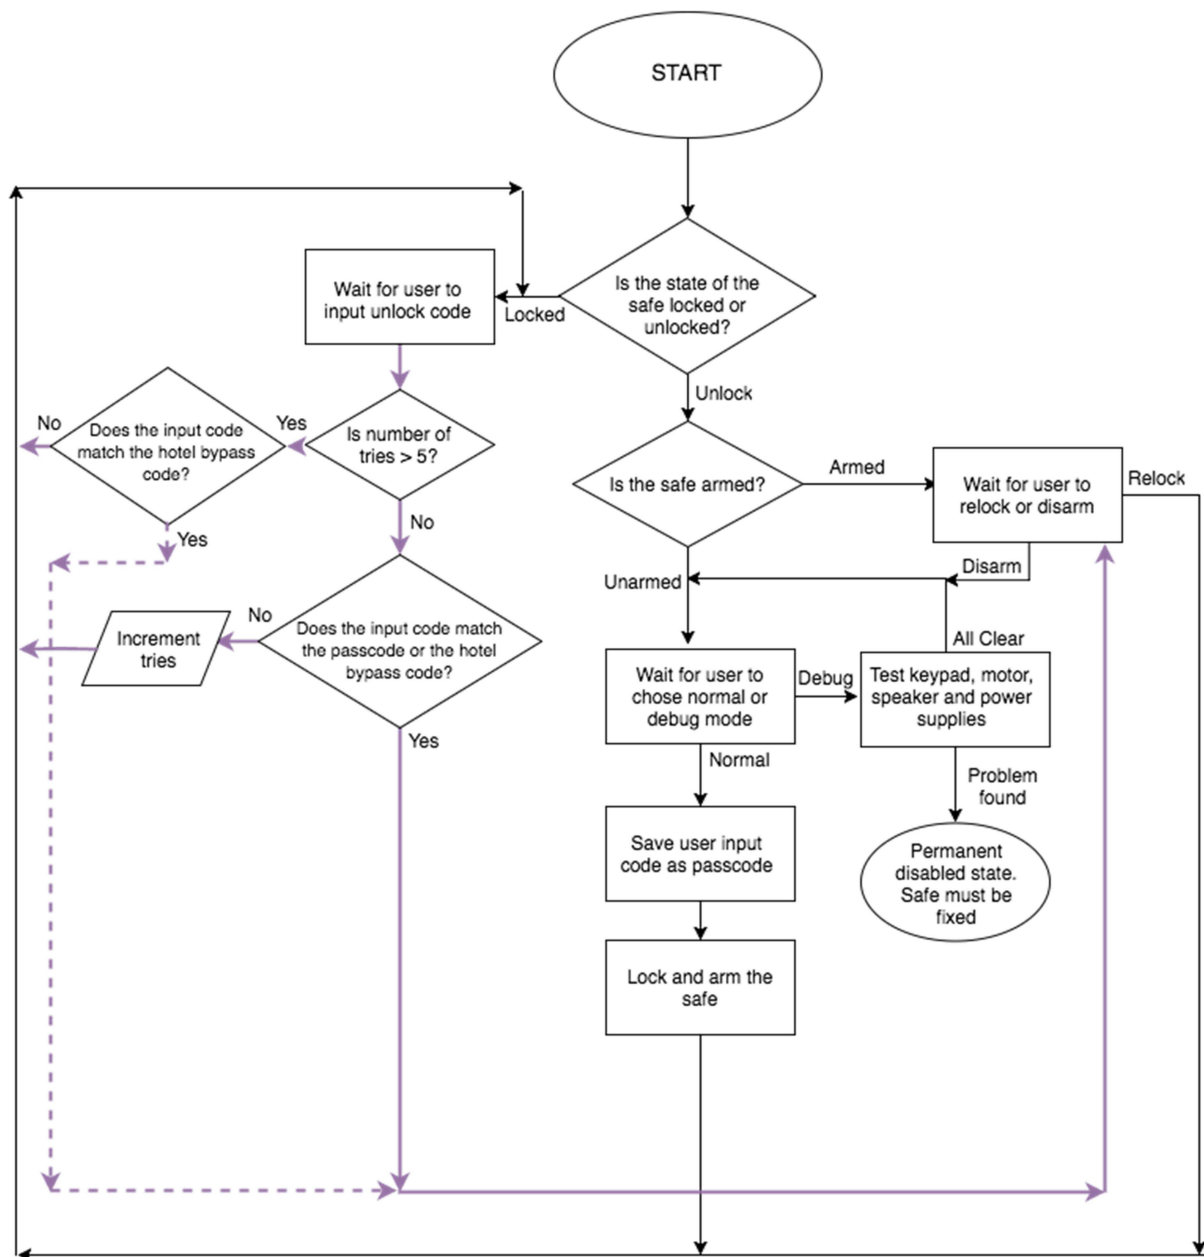 START
Is the state of the
safe locked or
unlocked?
Locked
Wait for user to
input unlock code
Unlock
Is number of
tries > 5?
Yes
Does the input code
match the hotel bypass
code?
No
Yes
No
Does the input code match
the passcode or the hotel
bypass code?
No
Increment
tries
Yes
Is the safe armed?
Armed
Wait for user to
relock or disarm
Relock
Disarm
Unarmed
All Clear
Wait for user to
chose normal or
debug mode
Debug
Test keypad, motor,
speaker and power
supplies
Normal
Problem
found
Save user input
code as passcode
Permanent
disabled state.
Safe must be
fixed
Lock and arm the
safe